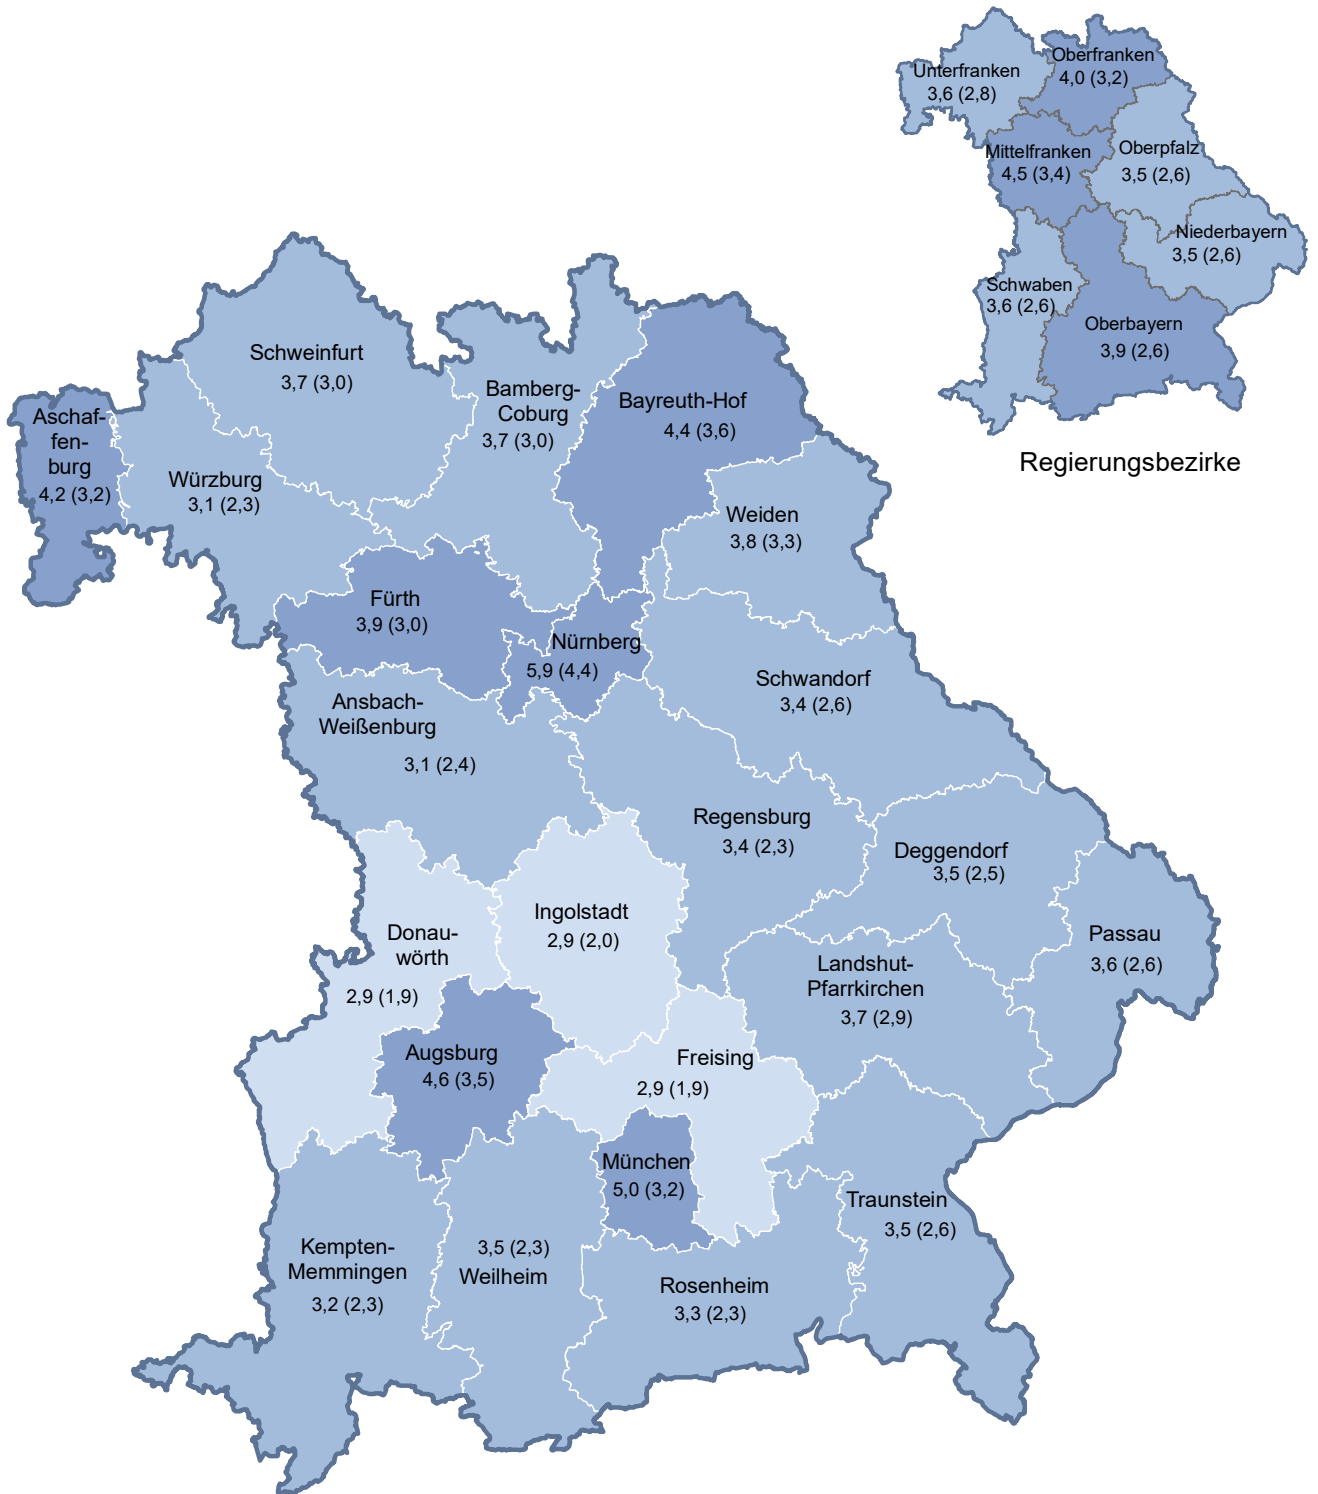 Unterfranken
3,6 (2,8)
Oberfranken
4,0 (3,2)
Mittelfranken
4,5 (3,4)
Oberpfalz
3,5 (2,6)
Niederbayern
3,5 (2,6)
Schwaben
3,6 (2,6)
Oberbayern
3,9 (2,6)
Regierungsbezirke
Schweinfurt
3,7 (3,0)
Bamberg-
Coburg
3,7 (3,0)
Bayreuth-Hof
4,4 (3,6)
Aschaf-
fen-
burg
4,2 (3,2)
Würzburg
3,1 (2,3)
Weiden
3,8 (3,3)
Fürth
3,9 (3,0)
Nürnberg
5,9 (4,4)
Schwandorf
3,4 (2,6)
Ansbach-
Weißenburg
3,1 (2,4)
Regensburg
3,4 (2,3)
Deggendorf
3,5 (2,5)
Donau-
wörth
2,9 (1,9)
Ingolstadt
2,9 (2,0)
Passau
3,6 (2,6)
Landshut-
Pfarrkirchen
3,7 (2,9)
Augsburg
4,6 (3,5)
Freising
2,9 (1,9)
München
5,0 (3,2)
Traunstein
3,5 (2,6)
Kempten-
Memmingen
3,2 (2,3)
3,5 (2,3)
Weilheim
Rosenheim
3,3 (2,3)